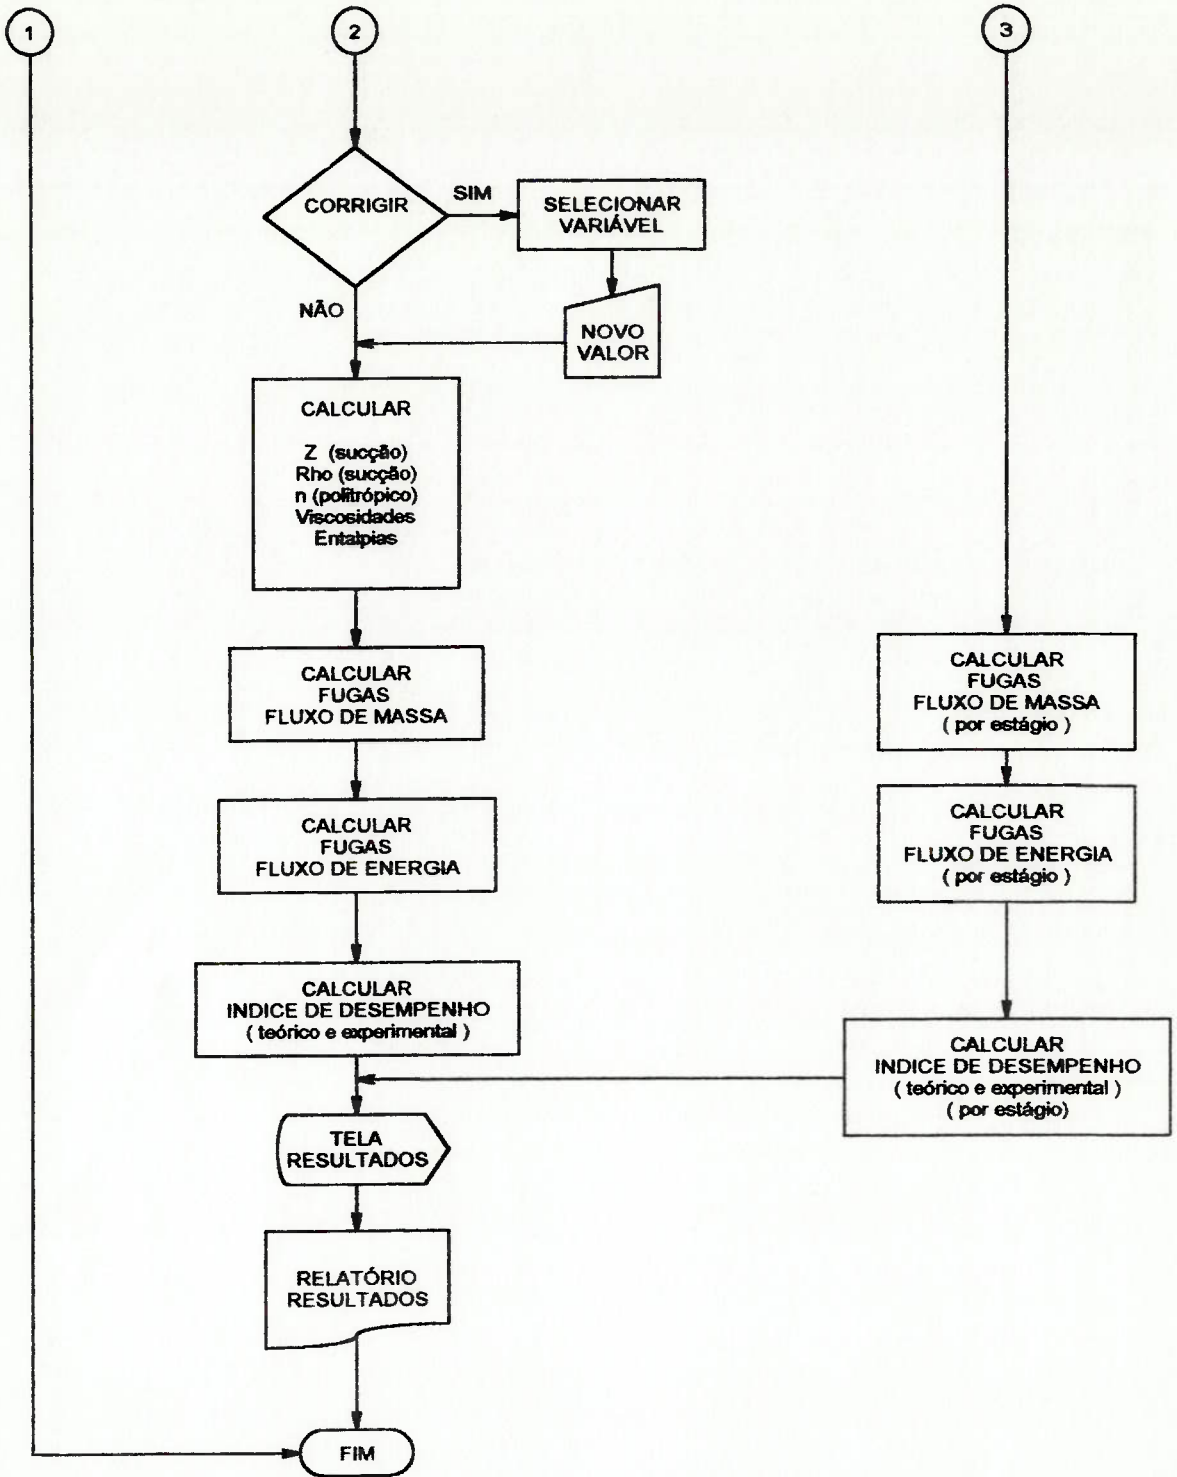 1
2
3
CORRIGIR
SIM
SELECIONAR
VARIÁVEL
NÃO
NOVO
VALOR
CALCULAR
Z (sucção)
Rho (sucção)
n (politrópico)
Viscosidades
Entalpias
CALCULAR
FUGAS
FLUXO DE MASSA
CALCULAR
FUGAS
FLUXO DE MASSA
( por estágio )
CALCULAR
FUGAS
FLUXO DE ENERGIA
CALCULAR
FUGAS
FLUXO DE ENERGIA
( por estágio )
CALCULAR
INDICE DE DESEMPENHO
( teórico e experimental )
CALCULAR
INDICE DE DESEMPENHO
( teórico e experimental )
( por estágio)
TELA
RESULTADOS
RELATÓRIO
RESULTADOS
FIM